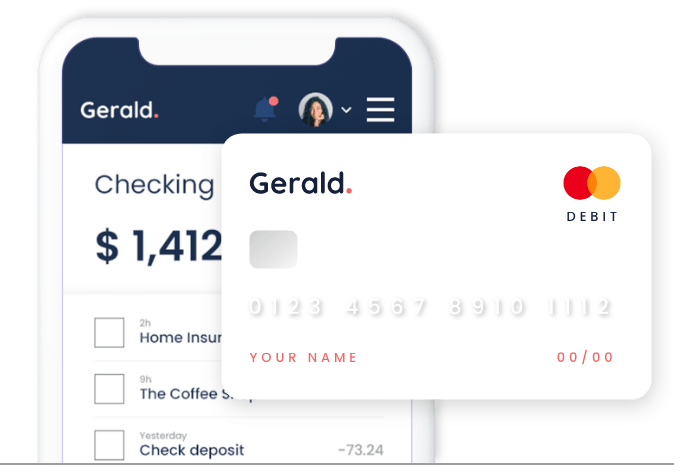 Gerald.
Checking
$ 1,412
2h
Home Insur
9h
The Coffee S
Yesterday
Check deposit
-73.24
Gerald.
DEBIT
0123 4567 8910 1112
YOUR NAME
00/00